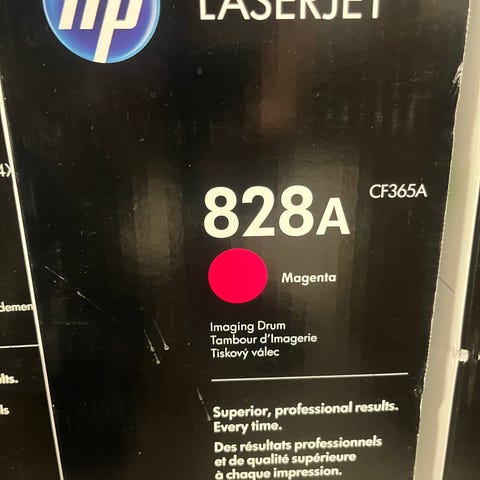 hp
LASERJET
828A
CF365A
Magenta
Imaging Drum
Tambour d'Imagerie
Tiskový válec
Superior, professional results.
Every time.
Des résultats professionnels
et de qualité supérieure
à chaque impression.